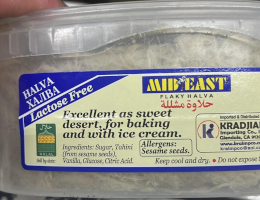 HALVA
ХАЛВА
Lactose Free
MID EAST
FLAKY HALVA
حلاوة مشللة
Excellent as sweet
desert, for baking
and with ice cream.
Ingredients: Sugar, Tahini
(from sesame seeds),
Vanilla, Glucose, Citric Acid.
Allergens:
Sesame seeds.
Keep cool and dry. • Do not expose
Imported & Distributed
KRADJIAN
Importing Co., Inc.
Glendale, CA